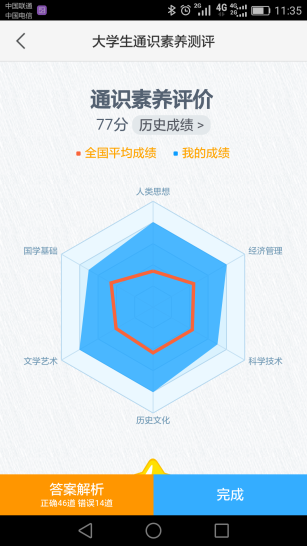 中国联通
中国电信
2G 4G 4G 2G 11:35
大学生通识素养测评
通识素养评价
77分 历史成绩 >
全国平均成绩 我的成绩
人类思想
国学基础 经济管理
文学艺术 科学技术
历史文化
答案解析
正确46道 错误14道
完成